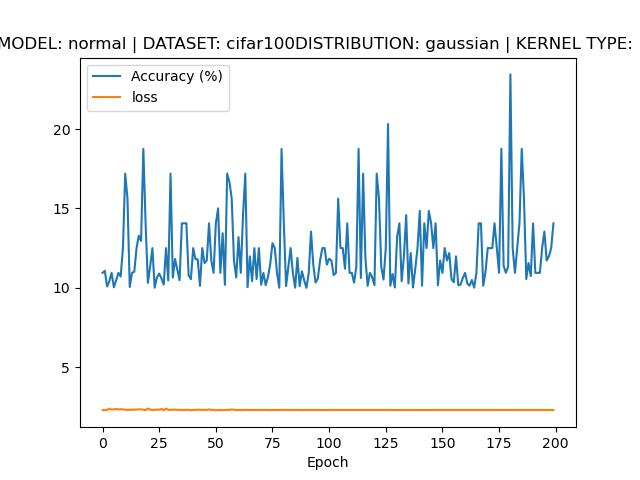 MODEL: normal | DATASET: cifar100DISTRIBUTION: gaussian | KERNEL TYPE:
Accuracy (%)
loss
20
15
10
5
0 25 50 75 100 125 150 175 200
Epoch